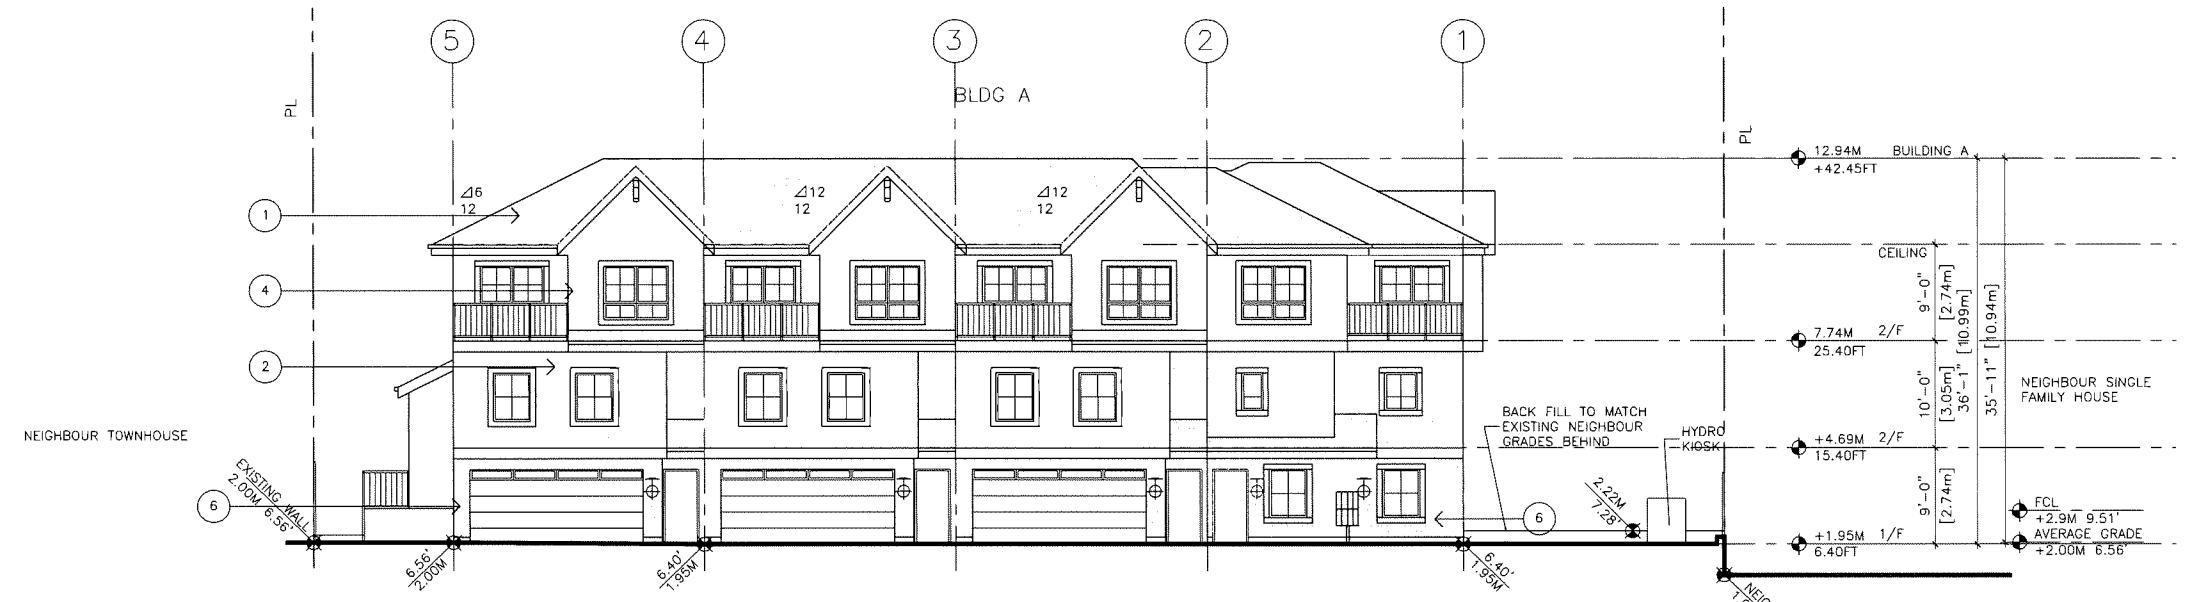 5
4
3
2
1
BLDG A
PL
PL
6
12
12
12
12
12
1
4
2
6
6
12.94M BUILDING A
+42.45FT
CEILING
9'-0"
[2.74m]
7.74M 2/F
25.40FT
10'-0"
[3.05m]
36'-1" [10.99m]
35'-11" [10.94m]
+4.69M 2/F
15.40FT
9'-0"
[2.74m]
+1.95M 1/F
6.40FT
FCL
+2.9M 9.51'
AVERAGE GRADE
+2.00M 6.56'
NEIGHBOUR SINGLE
FAMILY HOUSE
NEIGHBOUR TOWNHOUSE
BACK FILL TO MATCH
EXISTING NEIGHBOUR
GRADES BEHIND
HYDRO
KIOSK
2.22M
7.28'
EXISTING WALL
2.00M 6.56'
6.56'
2.00M
6.40'
1.95M
6.40'
1.95M